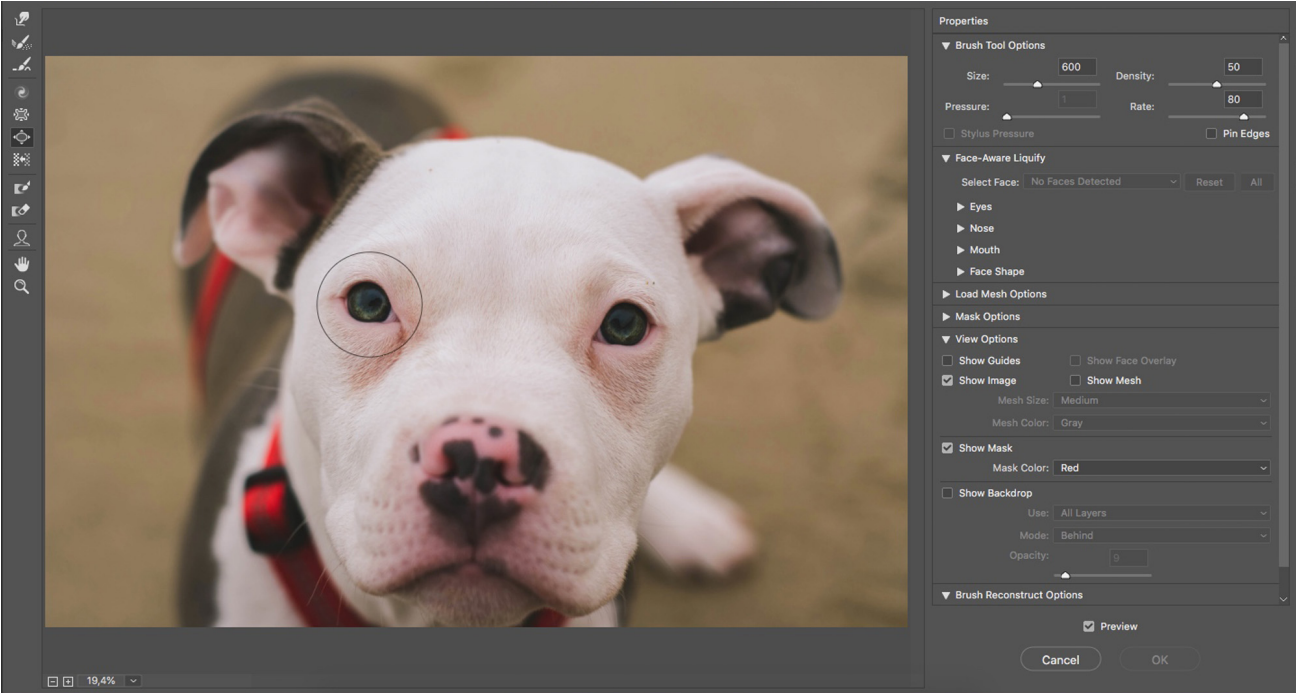 Properties
Brush Tool Options
Size: 600 Density: 50
Pressure: 1 Rate: 80
Stylus Pressure Pin Edges
Face-Aware Liquify
Select Face: No Faces Detected Reset All
Eyes
Nose
Mouth
Face Shape
Load Mesh Options
Mask Options
View Options
Show Guides Show Face Overlay
Show Image Show Mesh
Mesh Size: Medium
Mesh Color: Gray
Show Mask
Mask Color: Red
Show Backdrop
Use: All Layers
Mode: Behind
Opacity: 9
Brush Reconstruct Options
Preview
Cancel OK
19,4%